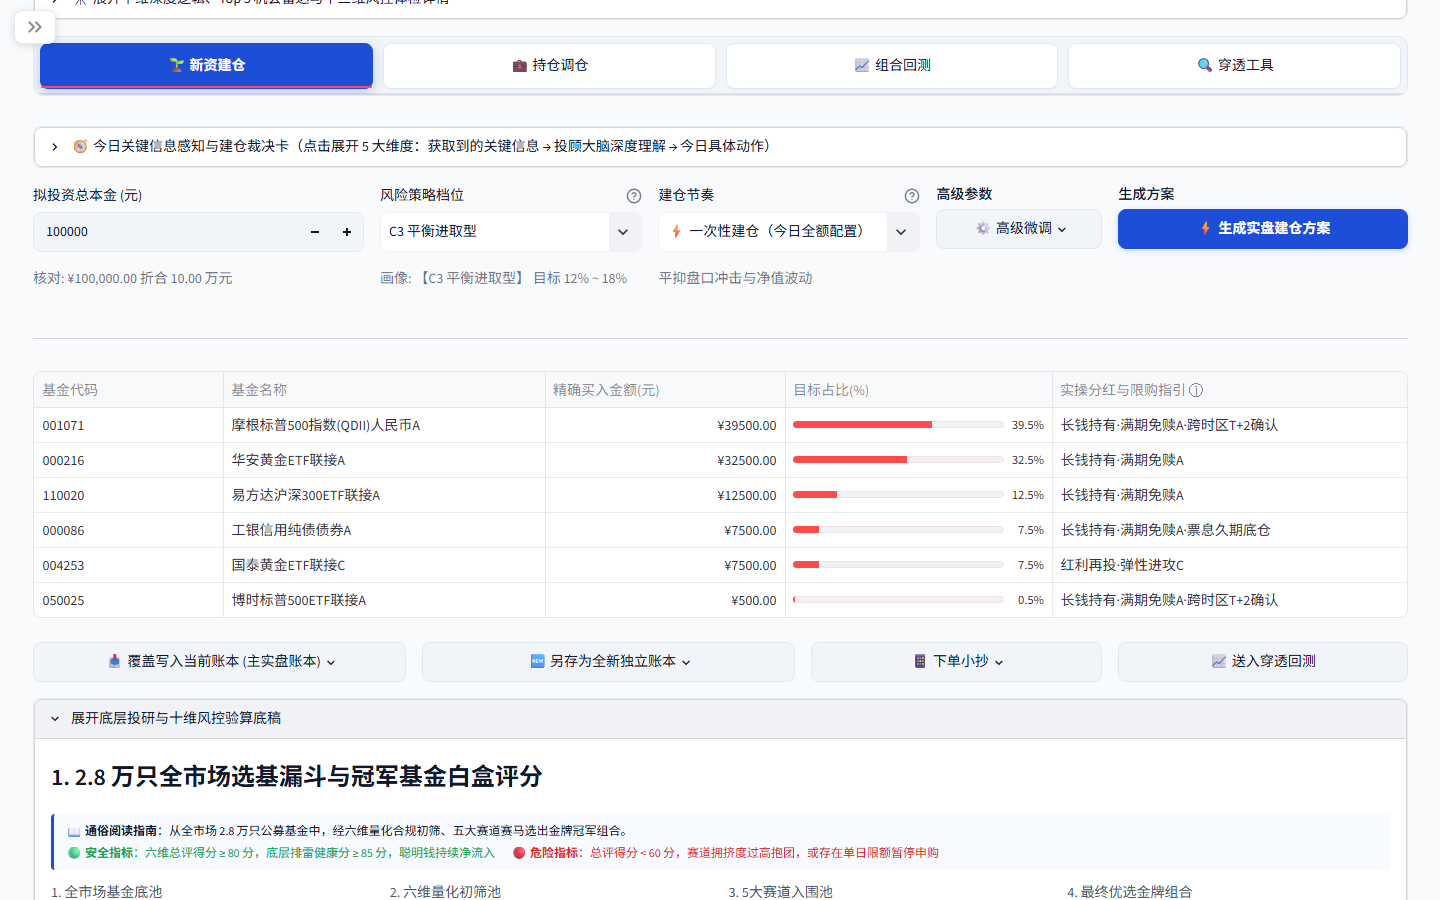 新资建仓
持仓调仓
组合回测
穿透工具
今日关键信息感知与建仓裁决卡（点击展开 5 大维度：获取到的关键信息 → 投顾大脑深度理解 → 今日具体动作）
拟投资总本金 (元)
风险策略档位
建仓节奏
高级参数
生成方案
100000
C3 平衡进取型
一次性建仓（今日全额配置）
高级微调
生成实盘建仓方案
核对: ¥100,000.00 折合 10.00 万元
画像: 【C3 平衡进取型】 目标 12% ~ 18%
平抑盘口冲击与净值波动
基金代码 基金名称 精确买入金额(元) 目标占比(%) 实操分红与限购指引
001071 摩根标普500指数(QDII)人民币A ¥39500.00 39.5% 长钱持有·满期免赎A·跨时区T+2确认
000216 华安黄金ETF联接A ¥32500.00 32.5% 长钱持有·满期免赎A
110020 易方达沪深300ETF联接A ¥12500.00 12.5% 长钱持有·满期免赎A
000086 工银信用纯债债券A ¥7500.00 7.5% 长钱持有·满期免赎A·票息久期底仓
004253 国泰黄金ETF联接C ¥7500.00 7.5% 红利再投·弹性进攻C
050025 博时标普500ETF联接A ¥500.00 0.5% 长钱持有·满期免赎A·跨时区T+2确认
覆盖写入当前账本 (主实盘账本)
另存为全新独立账本
下单小抄
送入穿透回测
展开底层投研与十维风控验算底稿
1. 2.8 万只全市场选基漏斗与冠军基金白盒评分
通俗阅读指南：从全市场 2.8 万只公募基金中，经六维量化合规初筛、五大赛道赛马选出金牌冠军组合。
安全指标：六维总评得分 ≥ 80 分，底层排雷健康分 ≥ 85 分，聪明钱持续净流入 危险指标：总评得分 < 60 分，赛道拥挤度过高抱团，或存在单日限额暂停申购
1. 全市场基金底池
2. 六维量化初筛池
3. 5大赛道入围池
4. 最终优选金牌组合